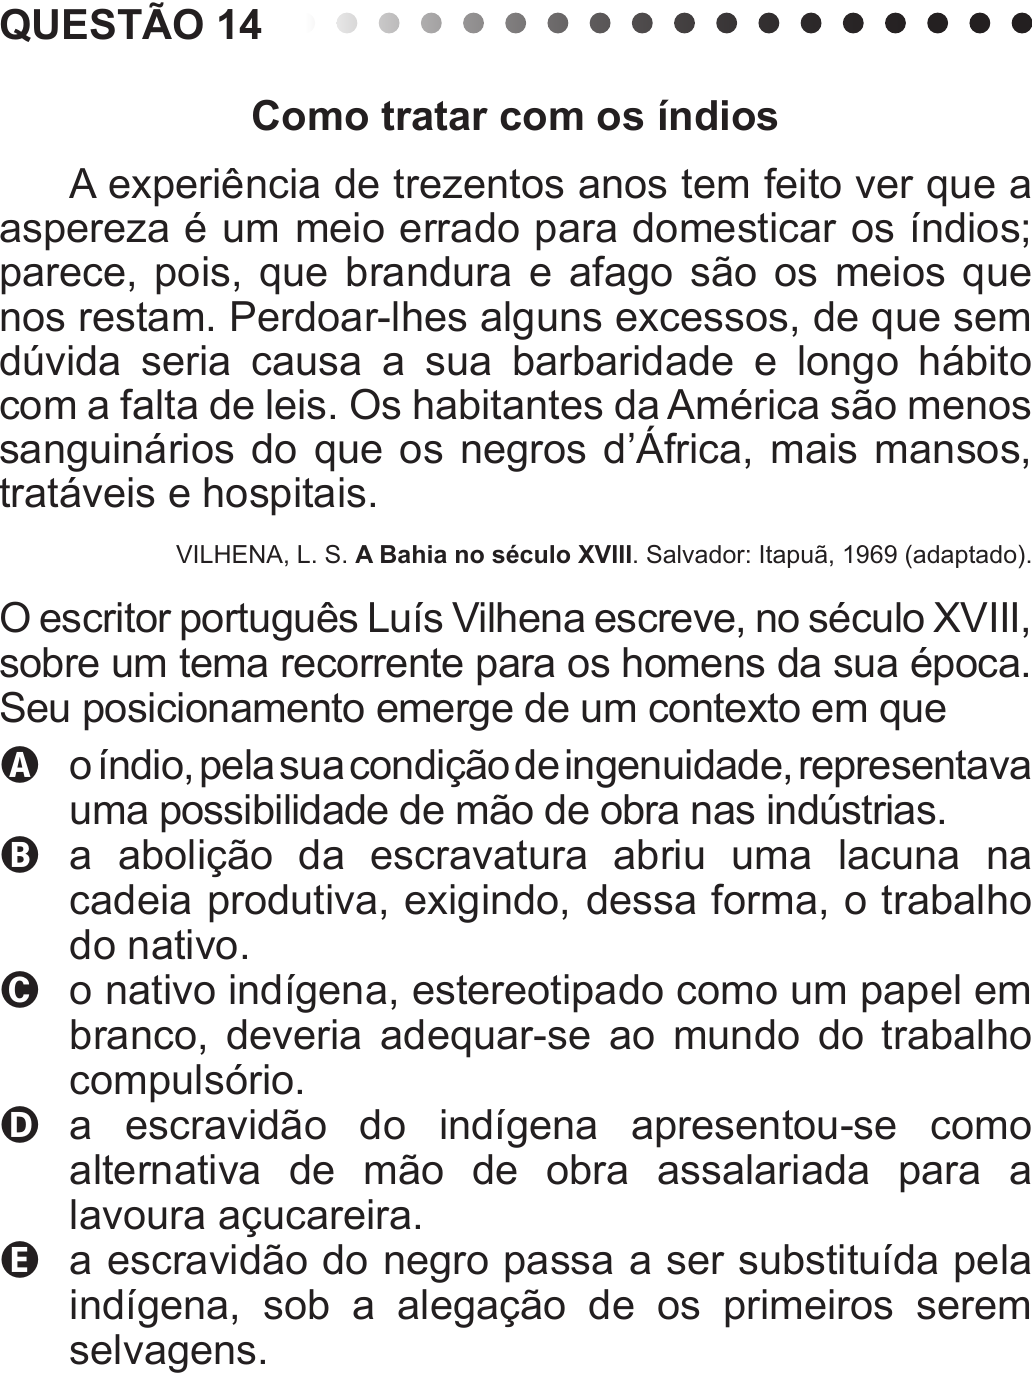 QUESTÃO 14
Como tratar com os índios
A experiência de trezentos anos tem feito ver que a
aspereza é um meio errado para domesticar os índios;
parece, pois, que brandura e afago são os meios que
nos restam. Perdoar-lhes alguns excessos, de que sem
dúvida seria causa a sua barbaridade e longo hábito
com a falta de leis. Os habitantes da América são menos
sanguinários do que os negros d’África, mais mansos,
tratáveis e hospitais.
VILHENA, L. S. A Bahia no século XVIII. Salvador: Itapuã, 1969 (adaptado).
O escritor português Luís Vilhena escreve, no século XVIII,
sobre um tema recorrente para os homens da sua época.
Seu posicionamento emerge de um contexto em que
A o índio, pela sua condição de ingenuidade, representava
uma possibilidade de mão de obra nas indústrias.
B a abolição da escravatura abriu uma lacuna na
cadeia produtiva, exigindo, dessa forma, o trabalho
do nativo.
C o nativo indígena, estereotipado como um papel em
branco, deveria adequar-se ao mundo do trabalho
compulsório.
D a escravidão do indígena apresentou-se como
alternativa de mão de obra assalariada para a
lavoura açucareira.
E a escravidão do negro passa a ser substituída pela
indígena, sob a alegação de os primeiros serem
selvagens.